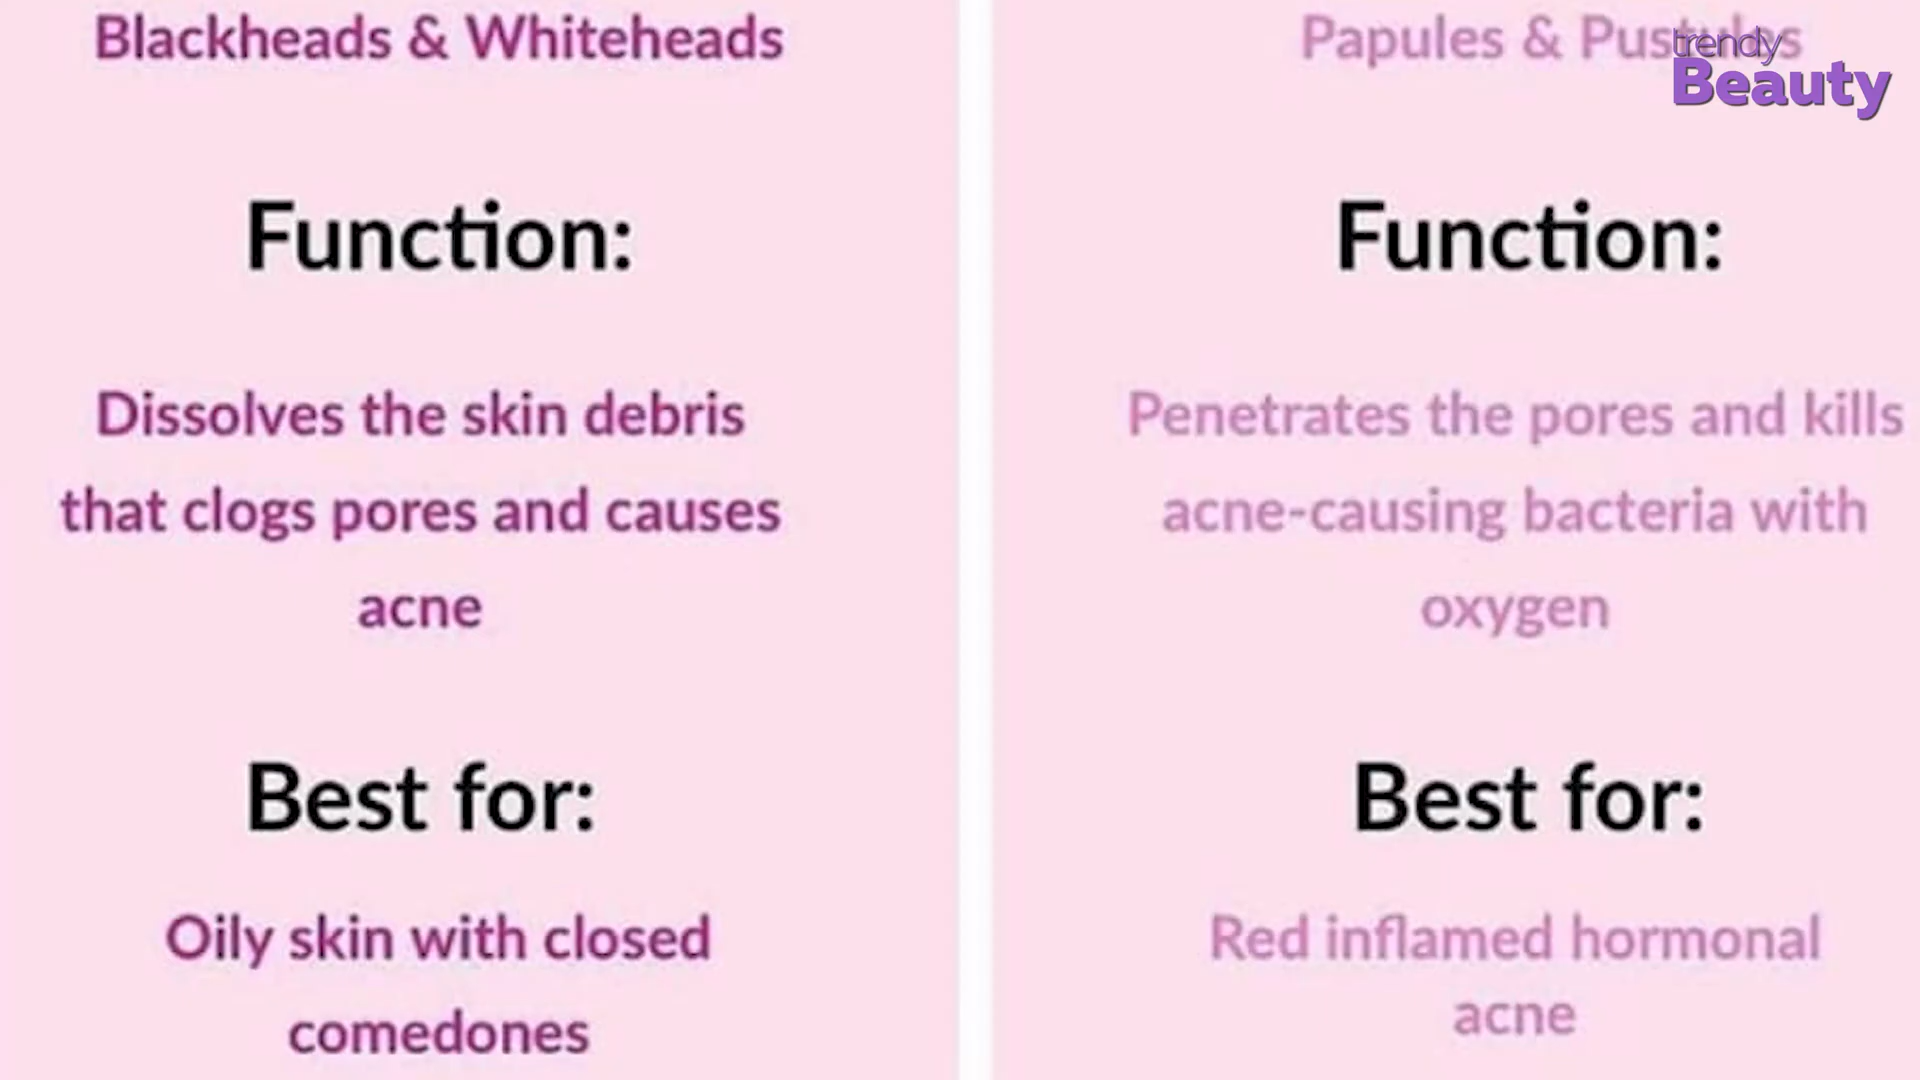 Blackheads & Whiteheads
Function:
Dissolves the skin debris
that clogs pores and causes
acne
Best for:
Oily skin with closed
comedones
Papules & Pustules
trendy
Beauty
Function:
Penetrates the pores and kills
acne-causing bacteria with
oxygen
Best for:
Red inflamed hormonal
acne